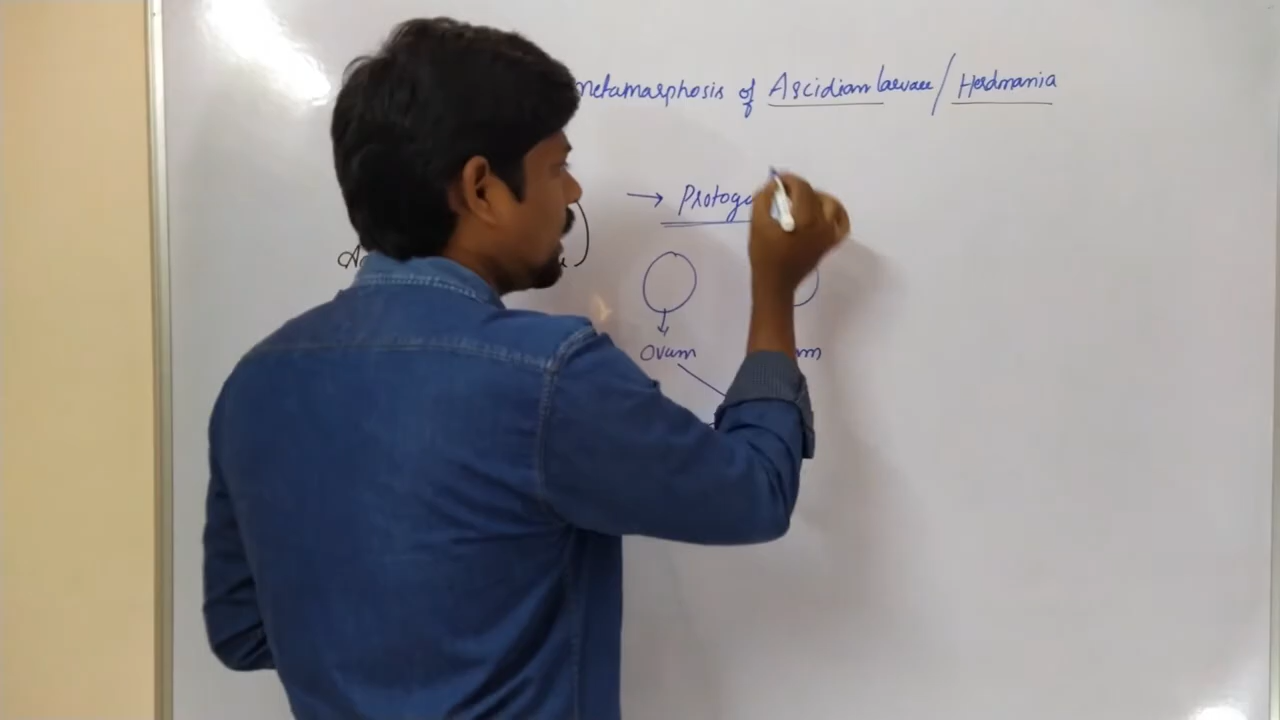 metamorphosis of Ascidian larvae / Herdmania
→ Protog
Ovum